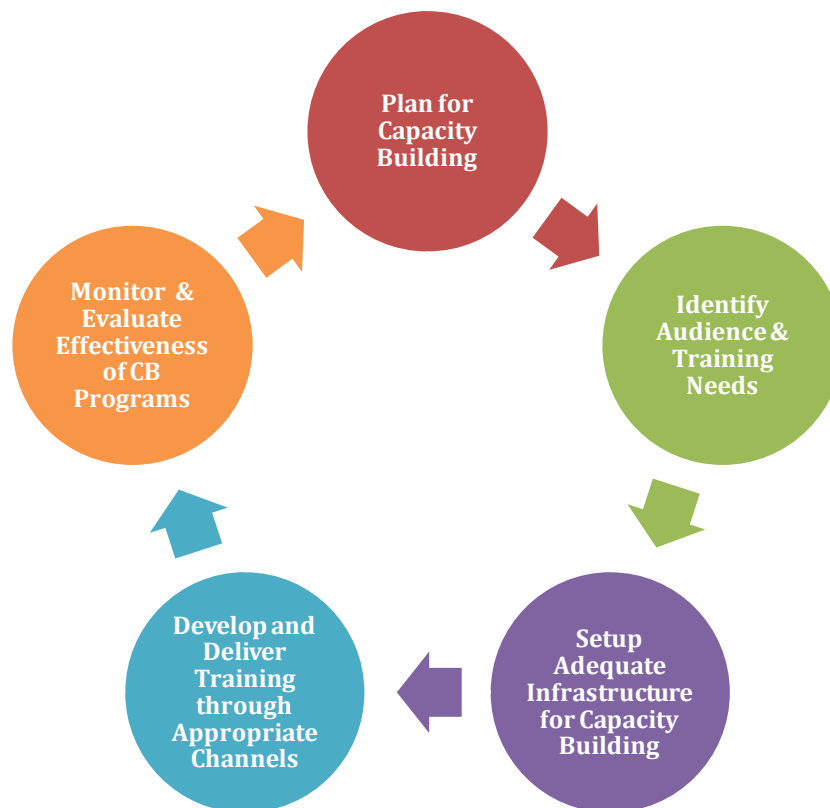 Plan for
Capacity
Building
Identify
Audience &
Training
Needs
Setup
Adequate
Infrastructure
for Capacity
Building
Develop and
Deliver
Training
through
Appropriate
Channels
Monitor &
Evaluate
Effectiveness
of CB
Programs